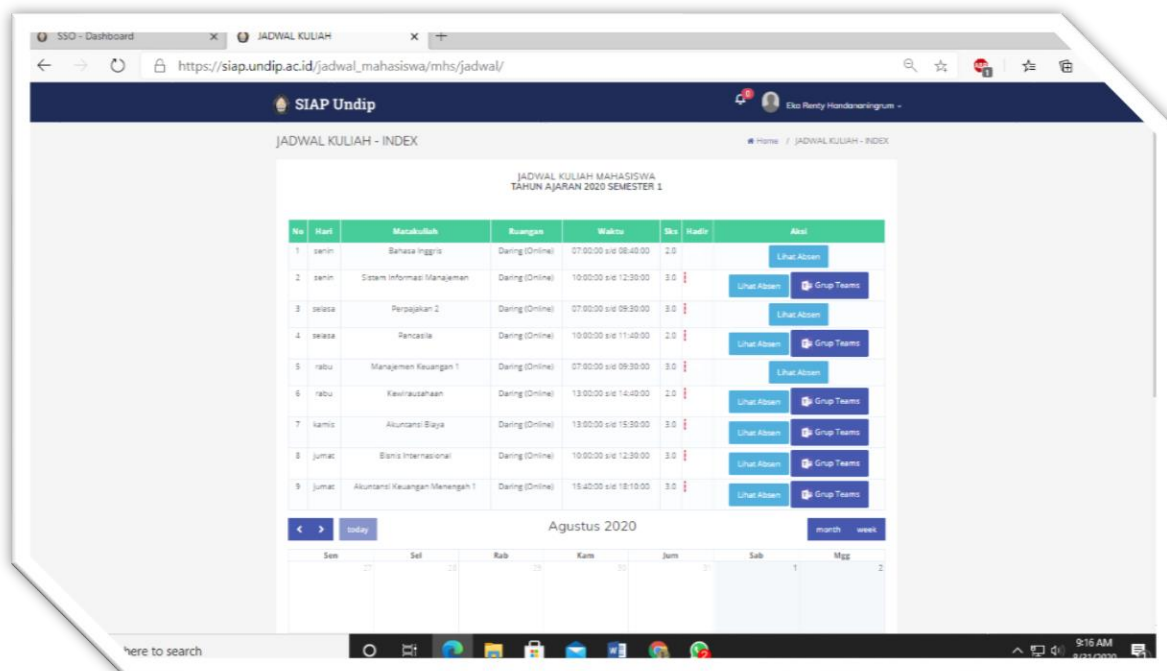 SSO - Dashboard JADWAL KULIAH
https://siap.undip.ac.id/jadwal_mahasiswa/mhs/jadwal/
SIAP Undip 0 Eka Renty Handananingrum
JADWAL KULIAH - INDEX Home / JADWAL KULIAH - INDEX
JADWAL KULIAH MAHASISWA
TAHUN AJARAN 2020 SEMESTER 1
No Hari Matakuliah Ruangan Waktu Sks Hadir Aksi
1 senin Bahasa Inggris Daring (Online) 07:00:00 s/d 08:40:00 2.0 Lihat Absen
2 senin Sistem Informasi Manajemen Daring (Online) 10:00:00 s/d 12:30:00 3.0 Lihat Absen Grup Teams
3 selasa Perpajakan 2 Daring (Online) 07:00:00 s/d 09:30:00 3.0 Lihat Absen
4 selasa Pancasila Daring (Online) 10:00:00 s/d 11:40:00 2.0 Lihat Absen Grup Teams
5 rabu Manajemen Keuangan 1 Daring (Online) 07:00:00 s/d 09:30:00 3.0 Lihat Absen
6 rabu Kewirausahaan Daring (Online) 13:00:00 s/d 14:40:00 2.0 Lihat Absen Grup Teams
7 kamis Akuntansi Biaya Daring (Online) 13:00:00 s/d 15:30:00 3.0 Lihat Absen Grup Teams
8 jumat Bisnis Internasional Daring (Online) 10:00:00 s/d 12:30:00 3.0 Lihat Absen Grup Teams
9 jumat Akuntansi Keuangan Menengah 1 Daring (Online) 15:40:00 s/d 18:10:00 3.0 Lihat Absen Grup Teams
today Agustus 2020 month week
Sen Sel Rab Kam Jum Sab Mgg
27 28 29 30 31 1 2
here to search 9:16 AM
8/21/2020